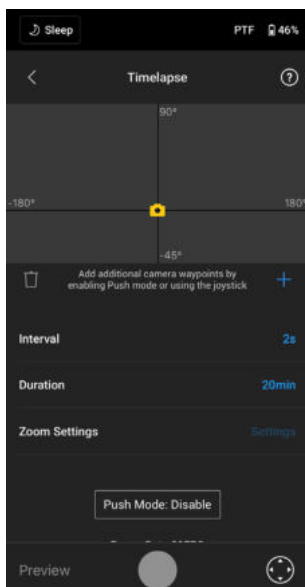 Sleep PTF 46%
Timelapse
90°
-180° 180°
-45°
Add additional camera waypoints by
enabling Push mode or using the joystick
Interval 2s
Duration 20min
Zoom Settings Settings
Push Mode: Disable
Preview